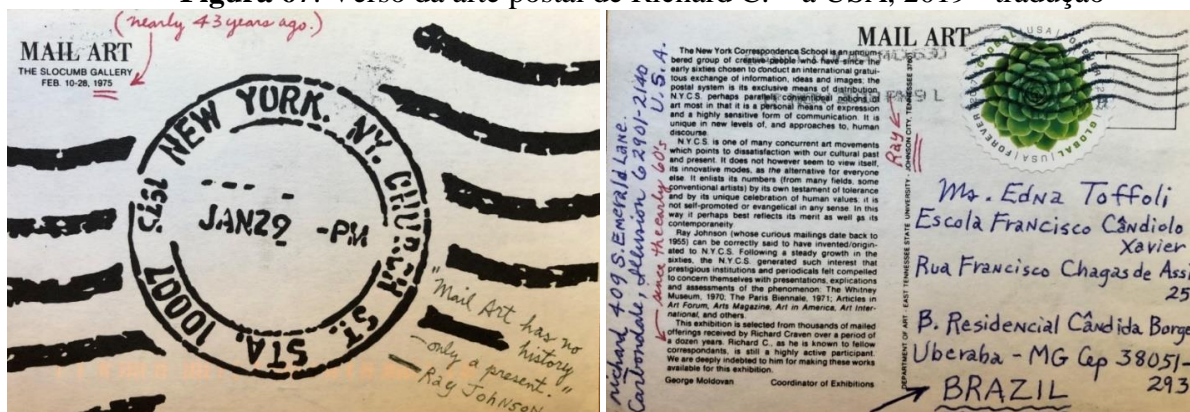 Figura 67. Verso da arte postal de Richard C. – a USA, 2019 - tradução
(nearly 43 years ago.)
MAIL ART
THE SLOCUMB GALLERY
FEB. 10-28, 1975
NEW YORK, NY. CHURCH ST. STA. 10007 1975
JAN 29 -PM
"Mail Art has no
history
—only a present."
— Ray Johnson
MAIL ART
The New York Correspondence School is an unnum-
bered group of creative people who have since the
early sixties chosen to conduct an international gratui-
tous exchange of information, ideas and images; the
postal system is its exclusive means of distribution.
N.Y.C.S. perhaps parallels conventional notions of
art most in that it is a personal means of expression
and a highly sensitive form of communication. It is
unique in new levels of, and approaches to, human
discourse.
N.Y.C.S. is one of many concurrent art movements
which points to dissatisfaction with our cultural past
and present. It does not however seem to view itself,
its innovative modes, as the alternative for everyone
else. It enlists its numbers (from many fields, some
conventional artists) by its own testament of tolerance
and by its unique celebration of human values. it is
not self-promoted or evangelical in any sense. In this
way it perhaps best reflects its merit as well as its
contemporaneity.
Ray Johnson (whose curious mailings date back to
1955) can be correctly said to have invented/origin-
ated to N.Y.C.S. Following a steady growth in the
sixties, the N.Y.C.S. generated such interest that
prestigious institutions and periodicals felt compelled
to concern themselves with presentations, explications
and assessments of the phenomenon: The Whitney
Museum, 1970; The Paris Biennale, 1971; Articles in
Art Forum, Arts Magazine, Art in America, Art Inter-
national, and others.
This exhibition is selected from thousands of mailed
offerings received by Richard Craven over a period of
a dozen years. Richard C., as he is known to fellow
correspondants, is still a highly active participant.
We are deeply indebted to him for making these works
available for this exhibition.
George Moldovan Coordinator of Exhibitions
Richard 409 S. Emerald Lane.
Carbondale, Illinois 62901-2140
U.S.A.
since the early 60's
Ray
DEPARTMENT OF ART - EAST TENNESSEE STATE UNIVERSITY - JOHNSON CITY, TENNESSEE
GLOBAL | USA | FOREVER
Ms. Edna Toffoli
Escola Francisco Cândiolo
Xavier
Rua Francisco Chagas de Assi
25
B. Residencial Cândida Borge
Uberaba - MG Cep 38051-
293
BRAZIL